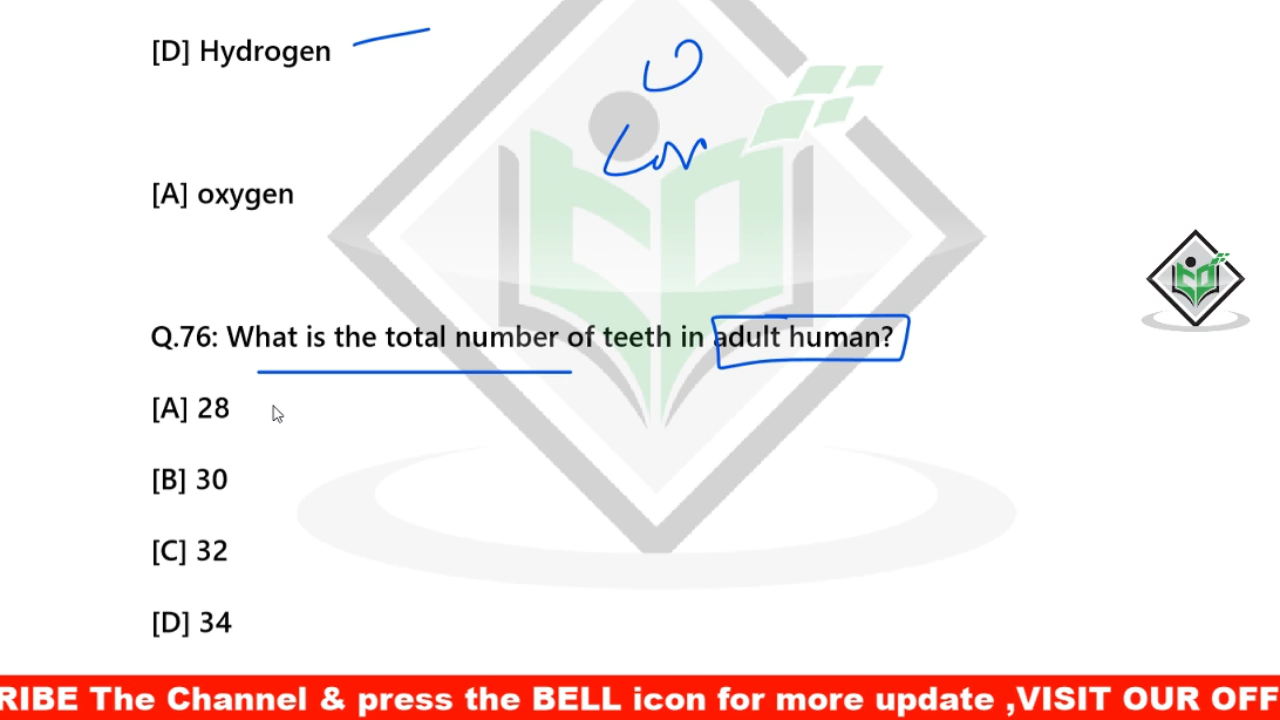 [D] Hydrogen
[A] oxygen
Q.76: What is the total number of teeth in adult human?
[A] 28
[B] 30
[C] 32
[D] 34
RIBE The Channel & press the BELL icon for more update ,VISIT OUR OFF